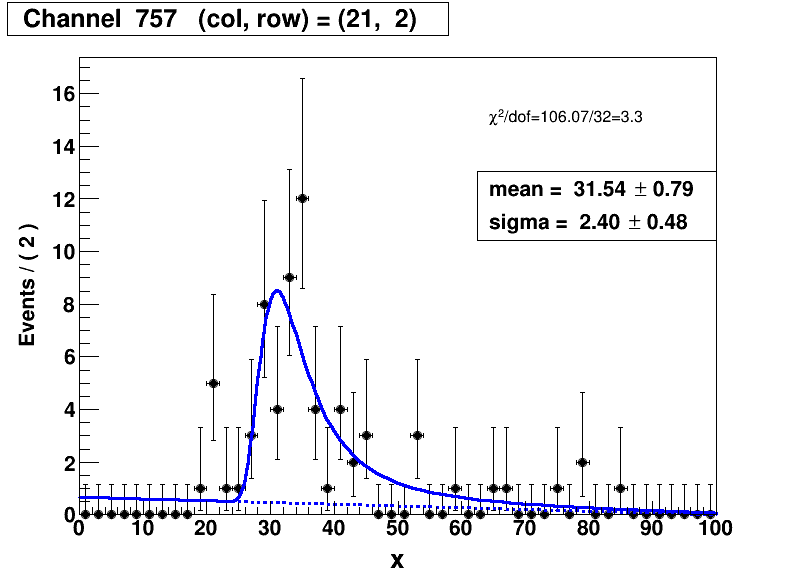 Channel 757 (col, row) = (21, 2)
χ²/dof=106.07/32=3.3
mean = 31.54 ± 0.79
sigma = 2.40 ± 0.48
Events / ( 2 )
16
14
12
10
8
6
4
2
0
0 10 20 30 40 50 60 70 80 90 100
x